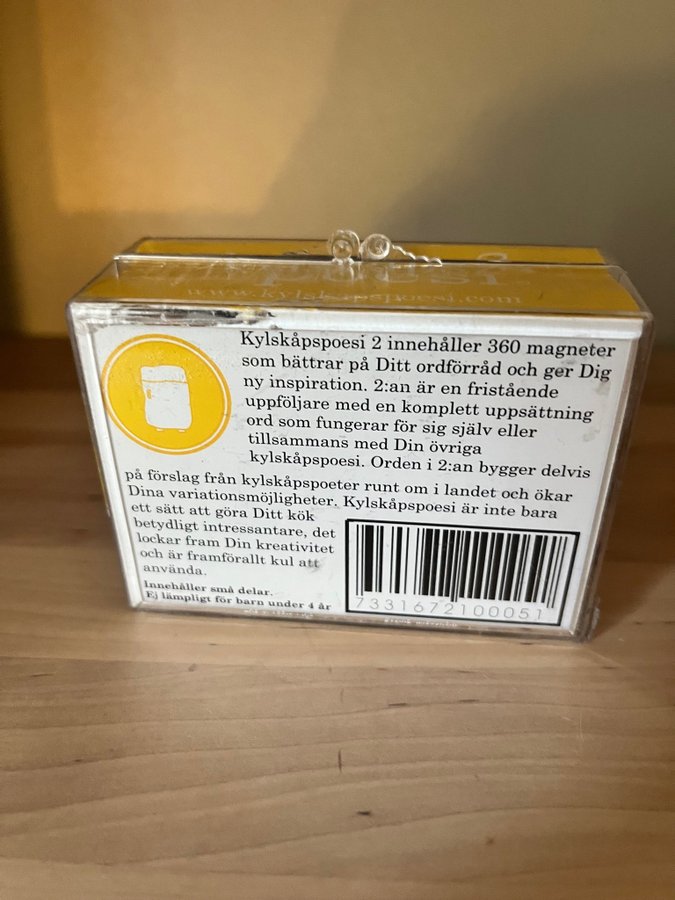 poesi
www.kylskapspoesi.com
Kylskåpspoesi 2 innehåller 360 magneter
som bättrar på Ditt ordförråd och ger Dig
ny inspiration. 2:an är en fristående
uppföljare med en komplett uppsättning
ord som fungerar för sig själv eller
tillsammans med Din övriga
kylskåpspoesi. Orden i 2:an bygger delvis
på förslag från kylskåpspoeter runt om i landet och ökar
Dina variationsmöjligheter. Kylskåpspoesi är inte bara
ett sätt att göra Ditt kök
betydligt intressantare, det
lockar fram Din kreativitet
och är framförallt kul att
använda.
Innehåller små delar.
Ej lämpligt för barn under 4 år
7331672100051